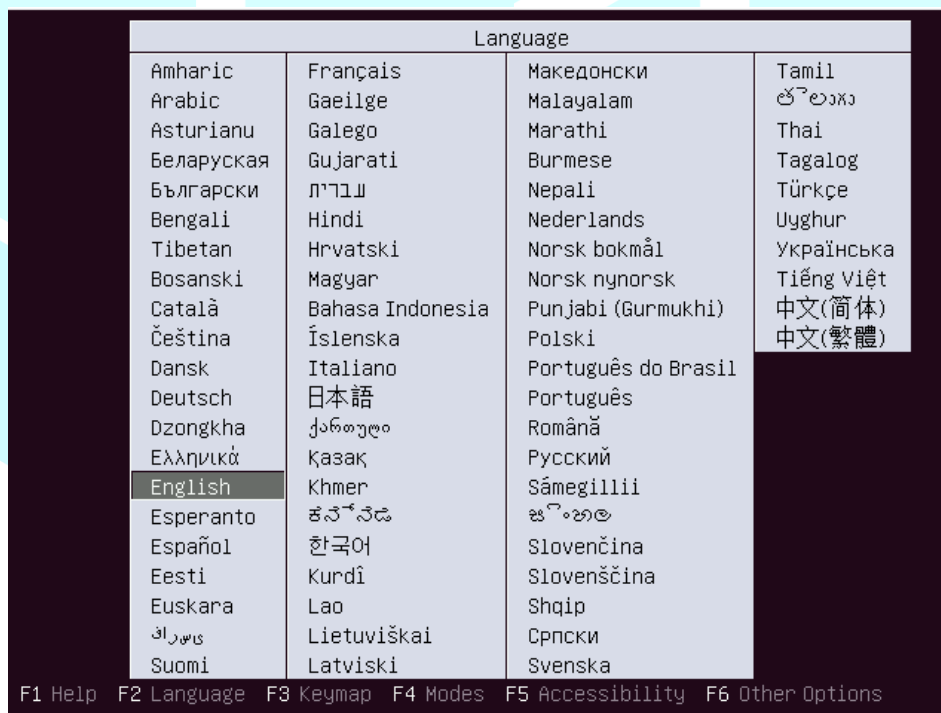 Language
Amharic
Arabic
Asturianu
Беларуская
Български
Bengali
Tibetan
Bosanski
Català
Čeština
Dansk
Deutsch
Dzongkha
Ελληνικά
English
Esperanto
Español
Eesti
Euskara
فارسی
Suomi
Français
Gaeilge
Galego
Gujarati
עברית
Hindi
Hrvatski
Magyar
Bahasa Indonesia
Íslenska
Italiano
日本語
ქართული
Қазақ
Khmer
ಕನ್ನಡ
한국어
Kurdî
Lao
Lietuviškai
Latviski
Македонски
Malayalam
Marathi
Burmese
Nepali
Nederlands
Norsk bokmål
Norsk nynorsk
Punjabi (Gurmukhi)
Polski
Português do Brasil
Português
Română
Русский
Sámegillii
සිංහල
Slovenčina
Slovenščina
Shqip
Српски
Svenska
Tamil
తెలుగు
Thai
Tagalog
Türkçe
Uyghur
Українська
Tiếng Việt
中文(简体)
中文(繁體)
F1 Help F2 Language F3 Keymap F4 Modes F5 Accessibility F6 Other Options